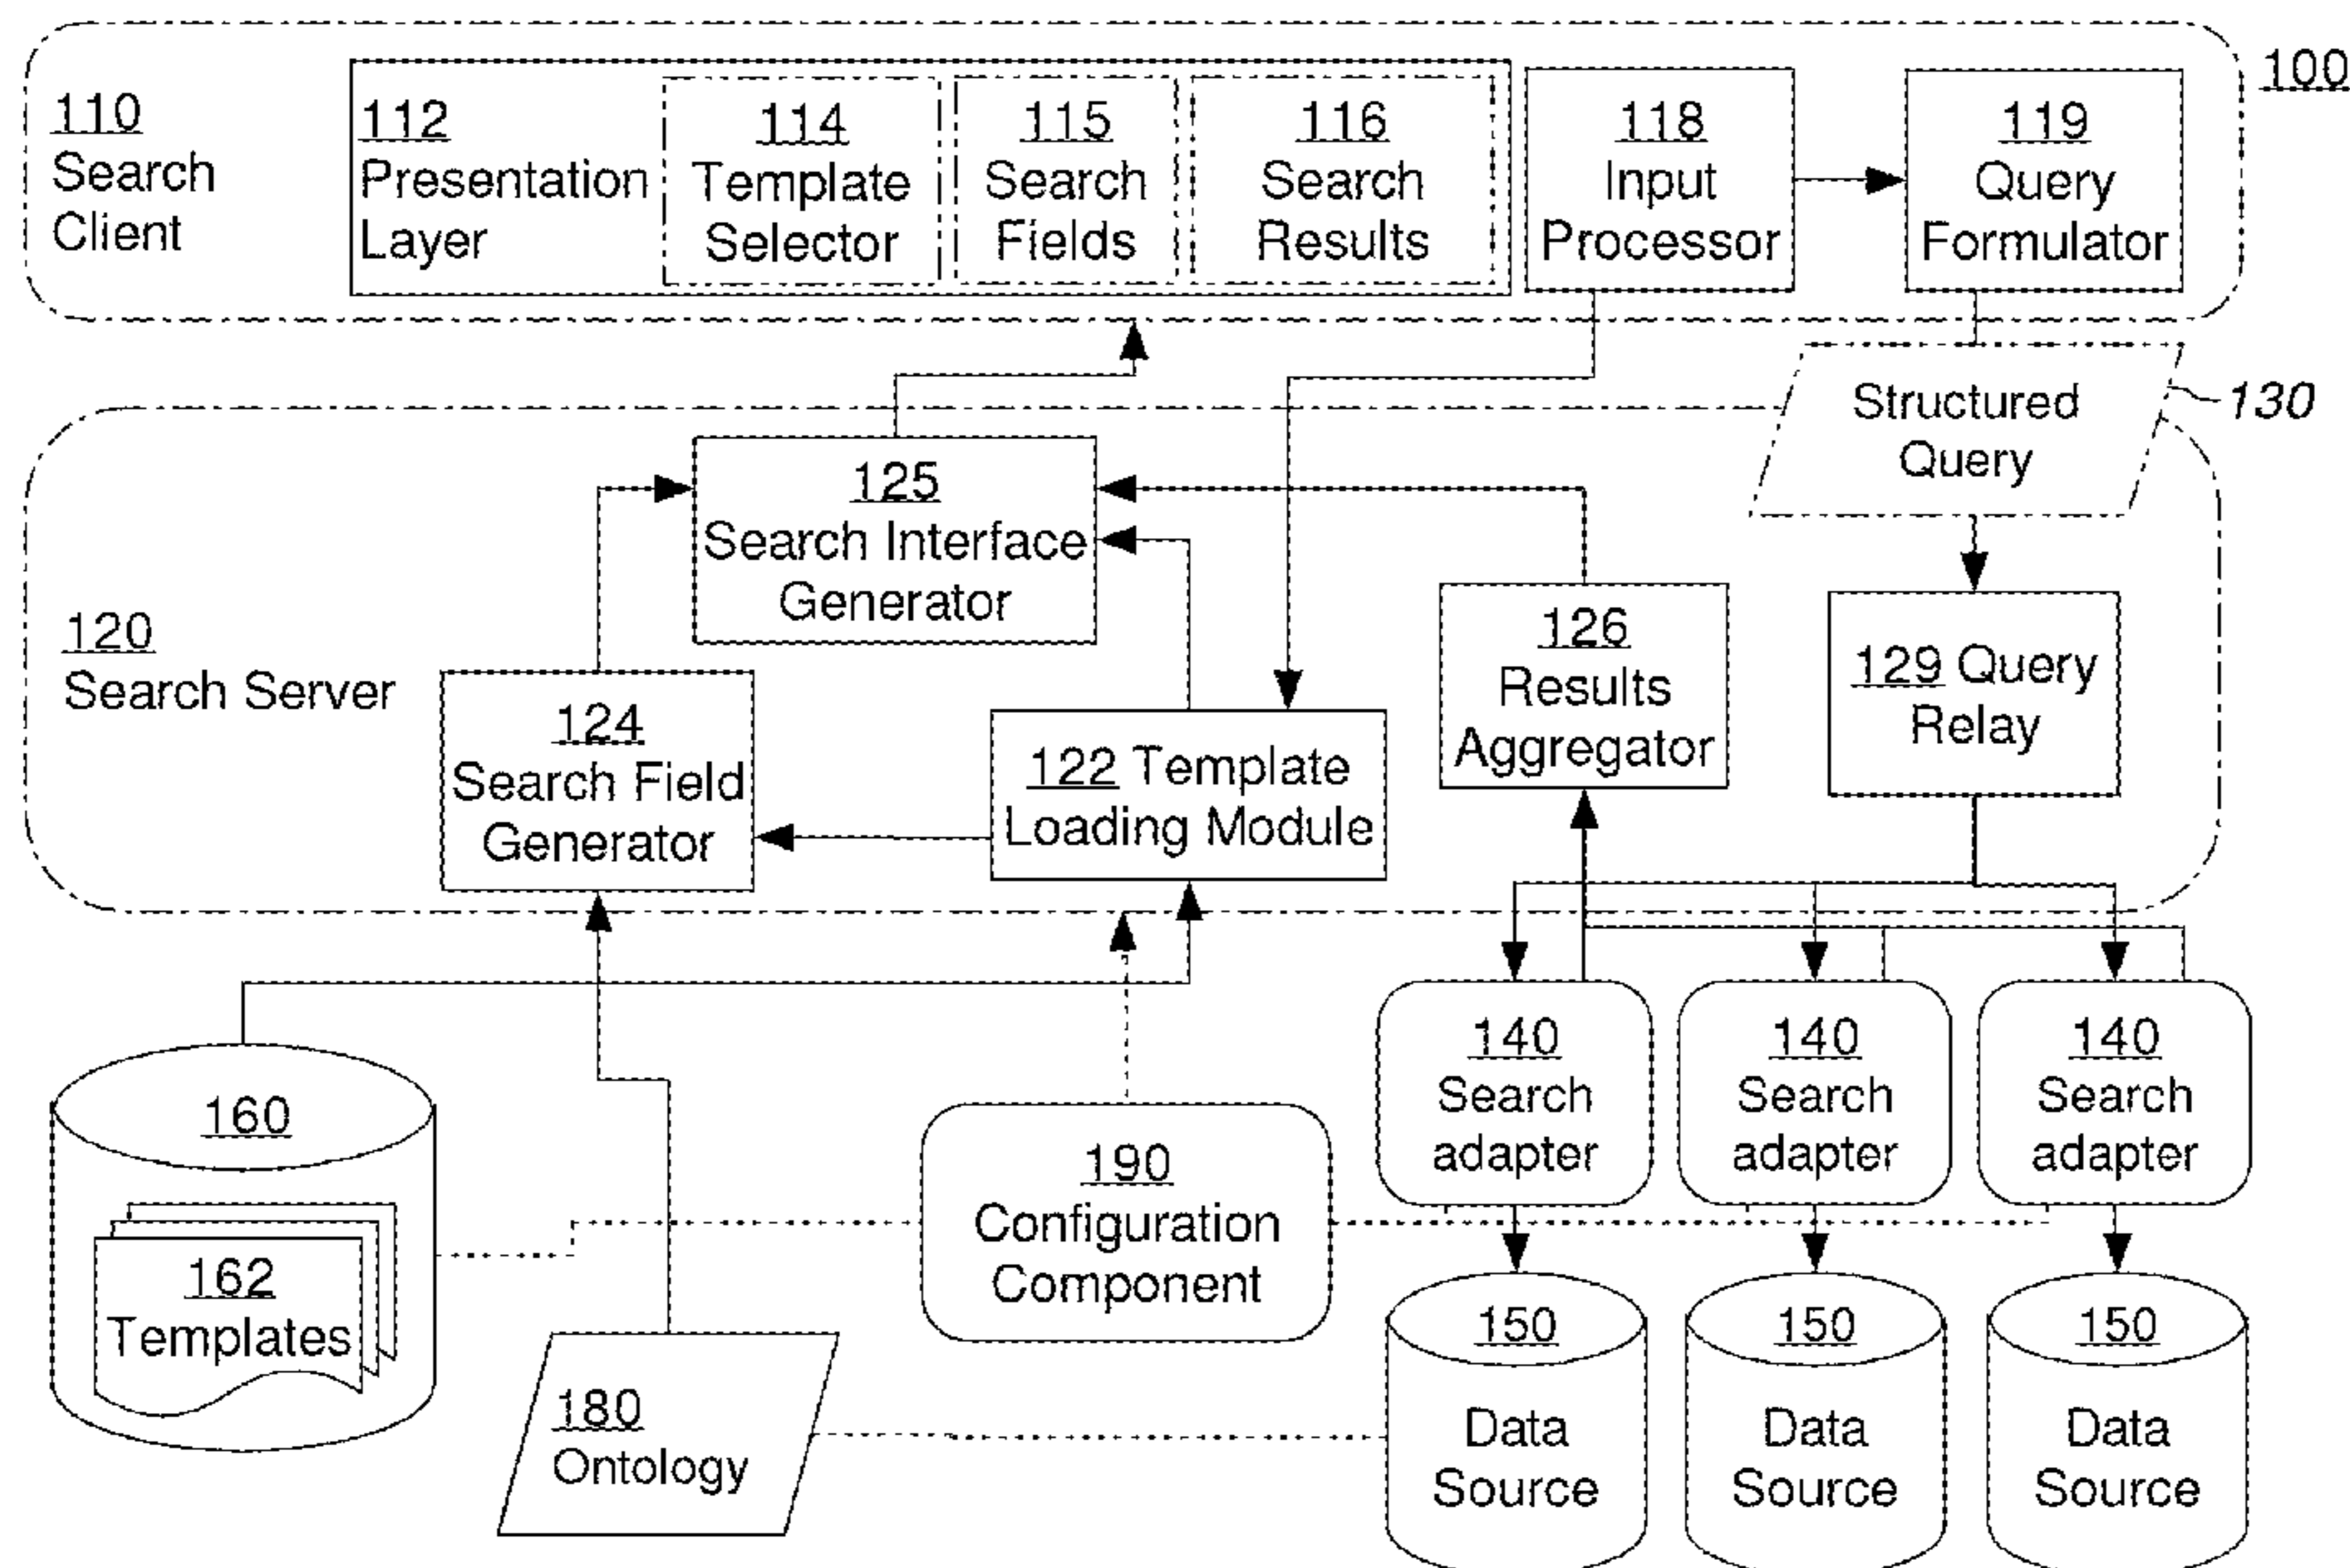 100
110
Search
Client
112
Presentation
Layer
114
Template
Selector
115
Search
Fields
116
Search
Results
118
Input
Processor
119
Query
Formulator
Structured
Query
130
120
Search Server
125
Search Interface
Generator
124
Search Field
Generator
122 Template
Loading Module
126
Results
Aggregator
129 Query
Relay
160
162
Templates
180
Ontology
190
Configuration
Component
140
Search
adapter
140
Search
adapter
140
Search
adapter
150
Data
Source
150
Data
Source
150
Data
Source